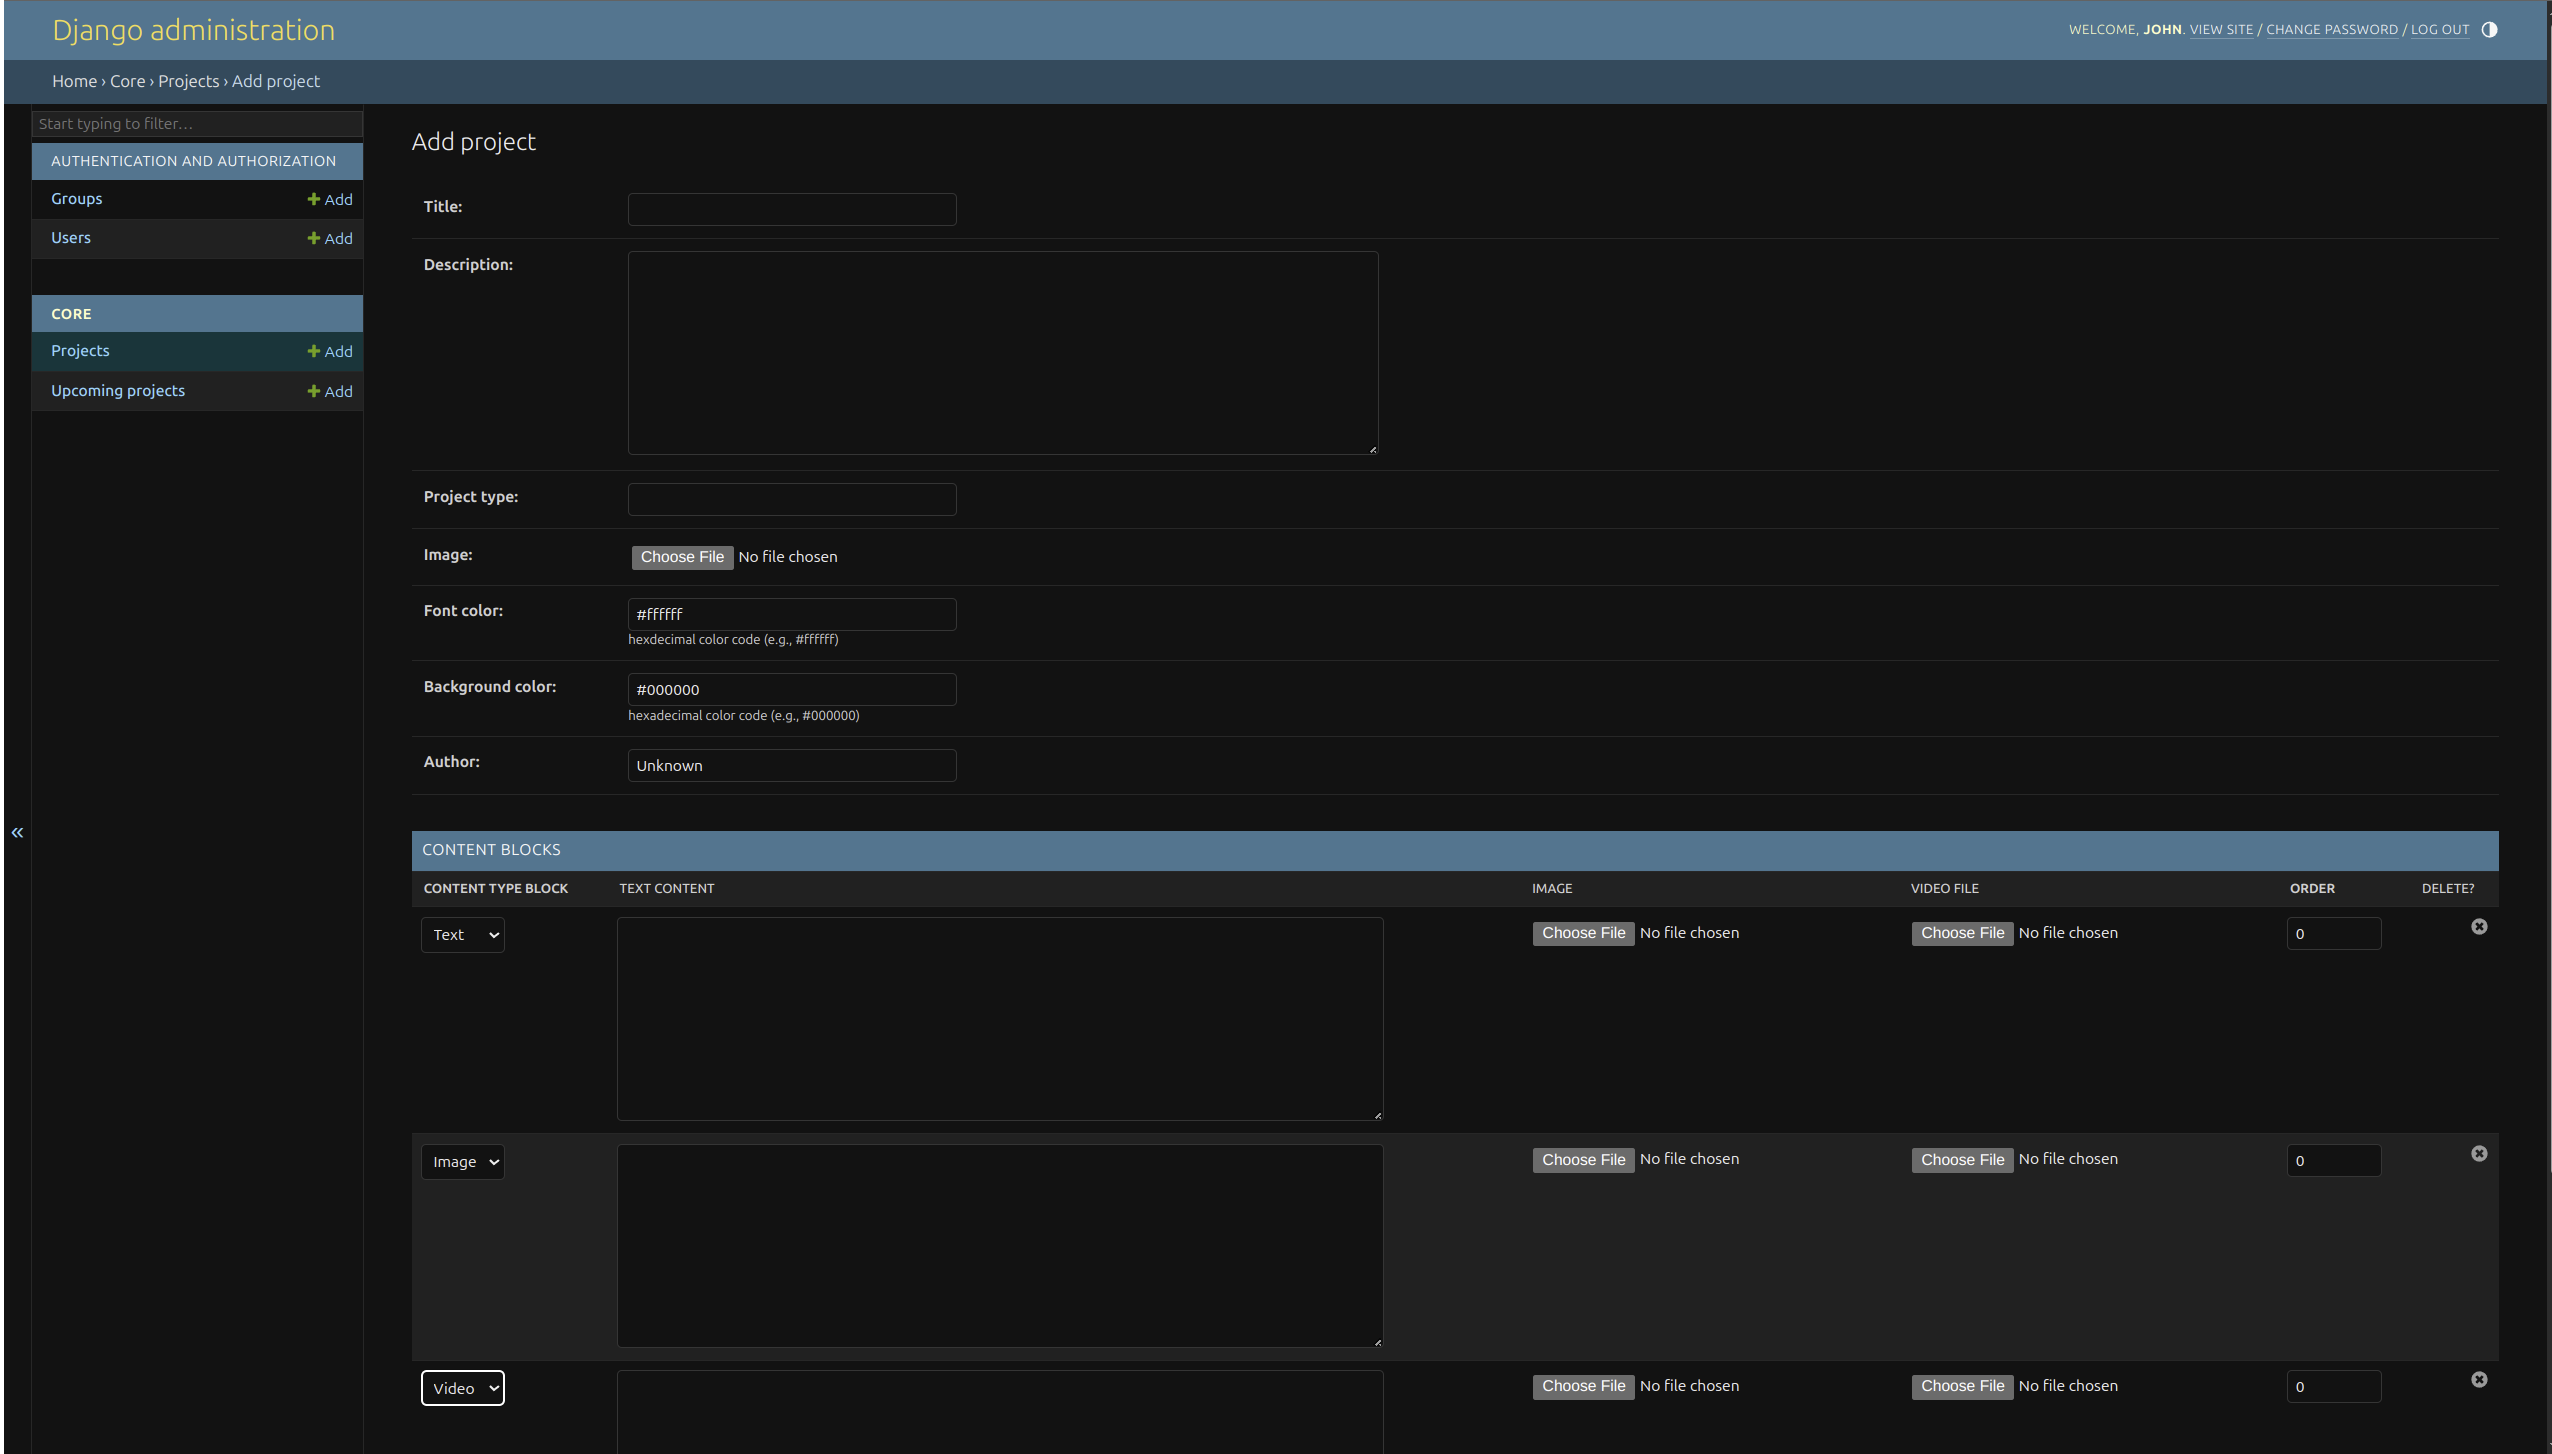 Django administration
WELCOME, JOHN. VIEW SITE / CHANGE PASSWORD / LOG OUT
Home › Core › Projects › Add project
Start typing to filter…
AUTHENTICATION AND AUTHORIZATION
Groups
Add
Users
Add
CORE
Projects
Add
Upcoming projects
Add
«
Add project
Title:
Description:
Project type:
Image:
Choose File No file chosen
Font color:
#ffffff
hexdecimal color code (e.g., #ffffff)
Background color:
#000000
hexadecimal color code (e.g., #000000)
Author:
Unknown
CONTENT BLOCKS
CONTENT TYPE BLOCK TEXT CONTENT IMAGE VIDEO FILE ORDER DELETE?
Text Choose File No file chosen Choose File No file chosen 0
Image Choose File No file chosen Choose File No file chosen 0
Video Choose File No file chosen Choose File No file chosen 0